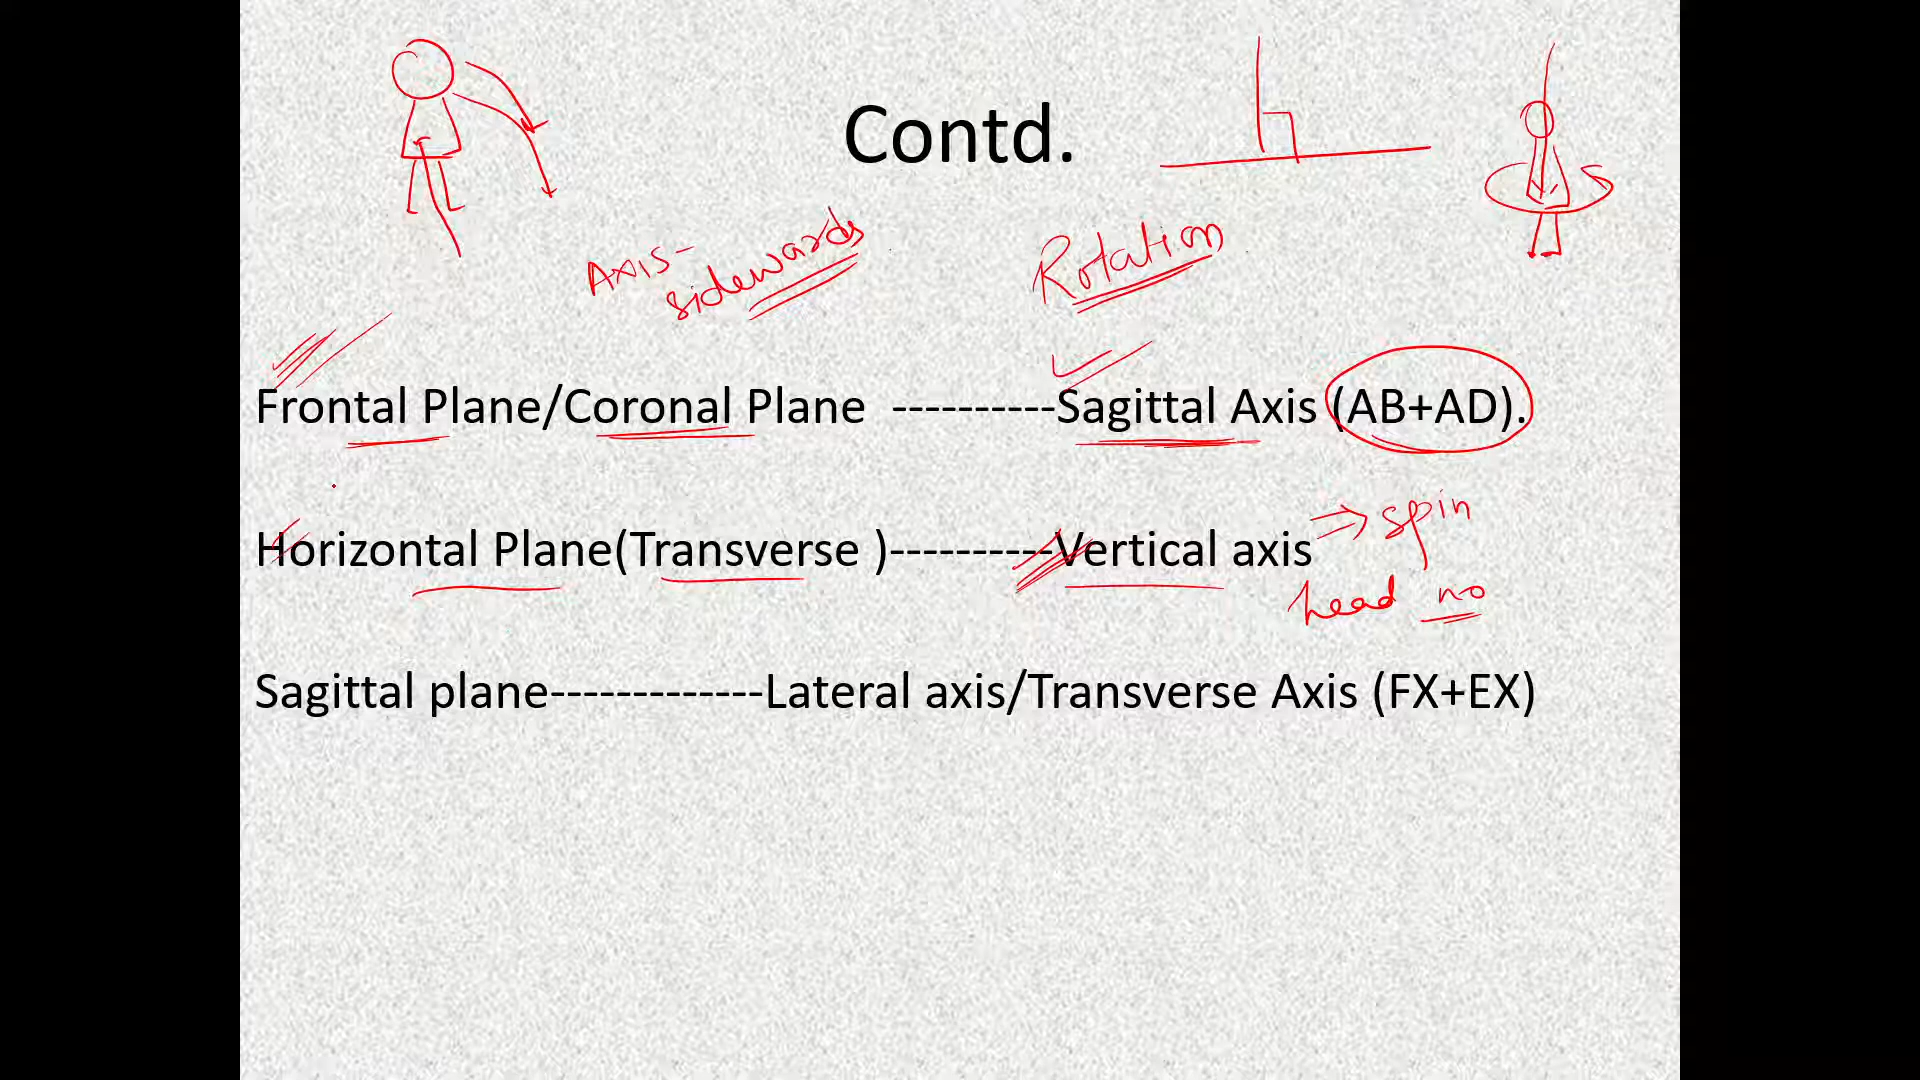 Contd.
Axis-
sidewards
Rotation
Frontal Plane/Coronal Plane ----------Sagittal Axis (AB+AD).
Horizontal Plane(Transverse )----------Vertical axis ⇒ spin
head no
Sagittal plane-------------Lateral axis/Transverse Axis (FX+EX)